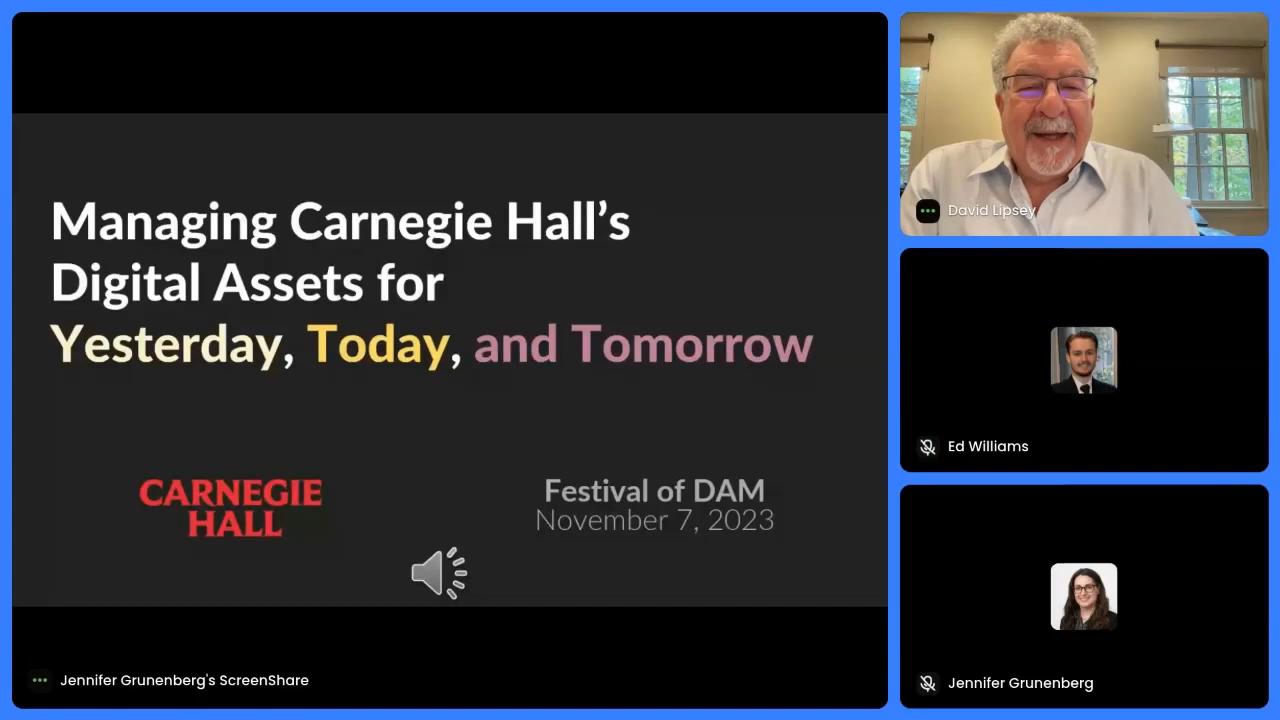 Managing Carnegie Hall’s
Digital Assets for
Yesterday, Today, and Tomorrow
CARNEGIE
HALL
Festival of DAM
November 7, 2023
Jennifer Grunenberg's ScreenShare
David Lipsey
Ed Williams
Jennifer Grunenberg